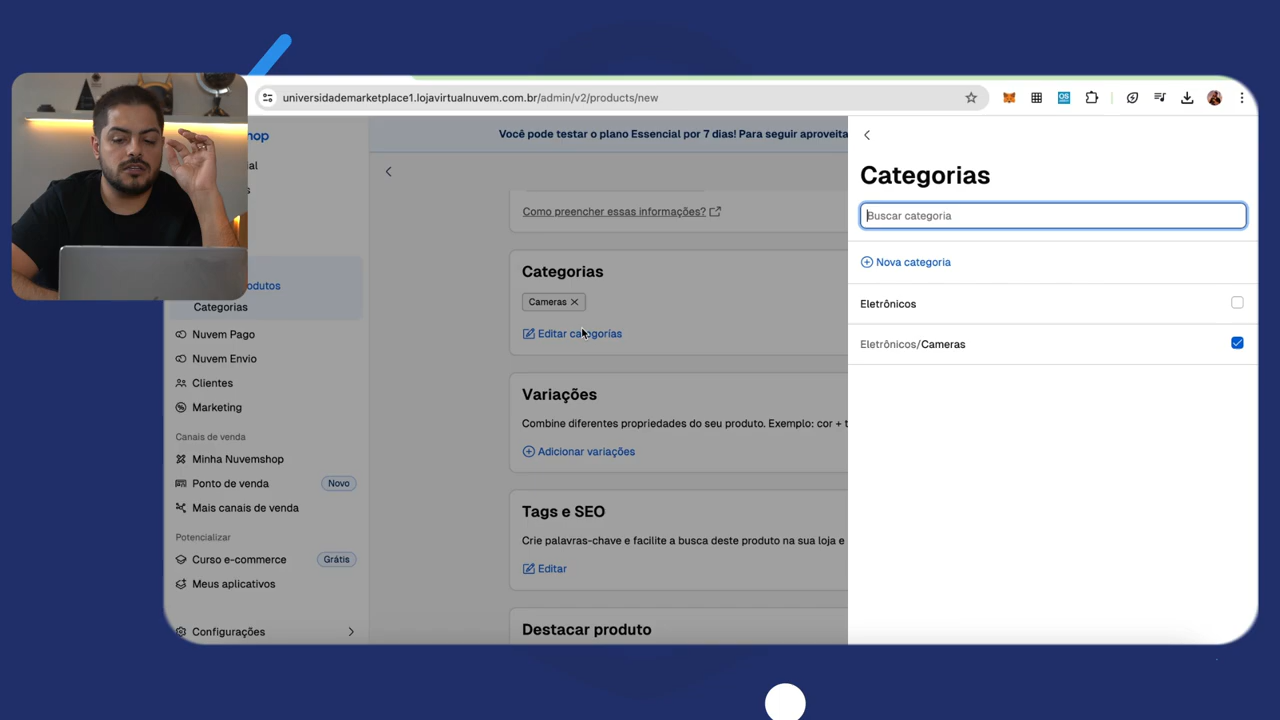 universidademarketplace1.lojavirtualnuvem.com.br/admin/v2/products/new
Você pode testar o plano Essencial por 7 dias! Para seguir aproveita
Como preencher essas informações?
Categorias
Cameras
Editar categorias
Variações
Combine diferentes propriedades do seu produto. Exemplo: cor + t
Adicionar variações
Tags e SEO
Crie palavras-chave e facilite a busca deste produto na sua loja e
Editar
Destacar produto
Categorias
Nuvem Pago
Nuvem Envio
Clientes
Marketing
Canais de venda
Minha Nuvemshop
Ponto de venda
Novo
Mais canais de venda
Potencializar
Curso e-commerce
Grátis
Meus aplicativos
Configurações
Categorias
Buscar categoria
Nova categoria
Eletrônicos
Eletrônicos/Cameras